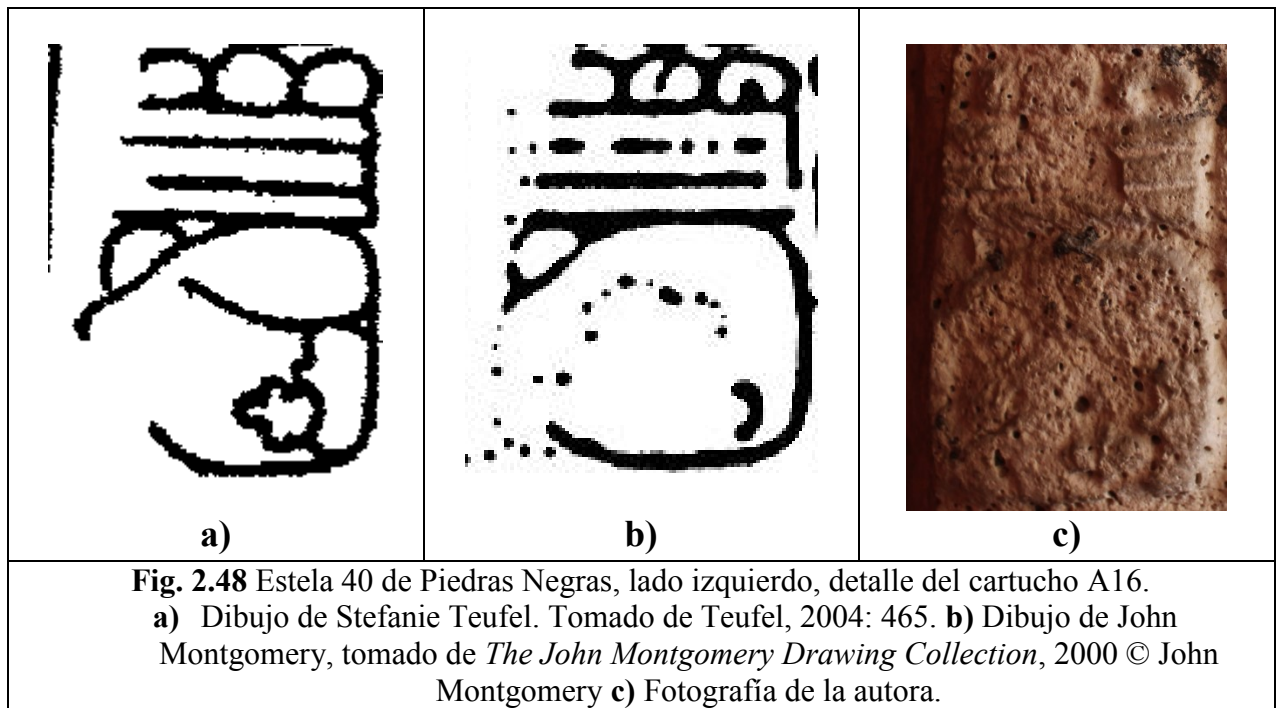 a)
b)
c)
Fig. 2.48 Estela 40 de Piedras Negras, lado izquierdo, detalle del cartucho A16.
a) Dibujo de Stefanie Teufel. Tomado de Teufel, 2004: 465. b) Dibujo de John
Montgomery, tomado de The John Montgomery Drawing Collection, 2000 © John
Montgomery c) Fotografía de la autora.